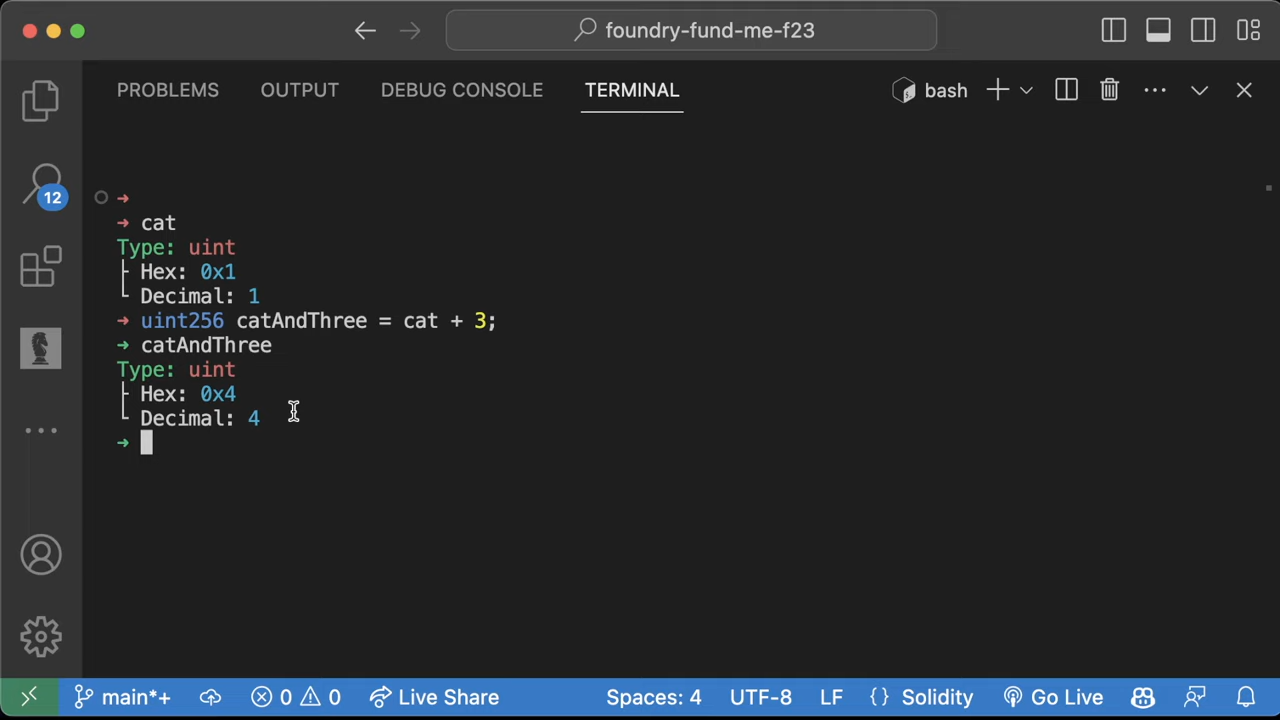 foundry-fund-me-f23
PROBLEMS OUTPUT DEBUG CONSOLE TERMINAL bash
12
➜
➜ cat
Type: uint
├ Hex: 0x1
└ Decimal: 1
➜ uint256 catAndThree = cat + 3;
➜ catAndThree
Type: uint
├ Hex: 0x4
└ Decimal: 4
➜
main*+ 0 0 Live Share Spaces: 4 UTF-8 LF {} Solidity Go Live